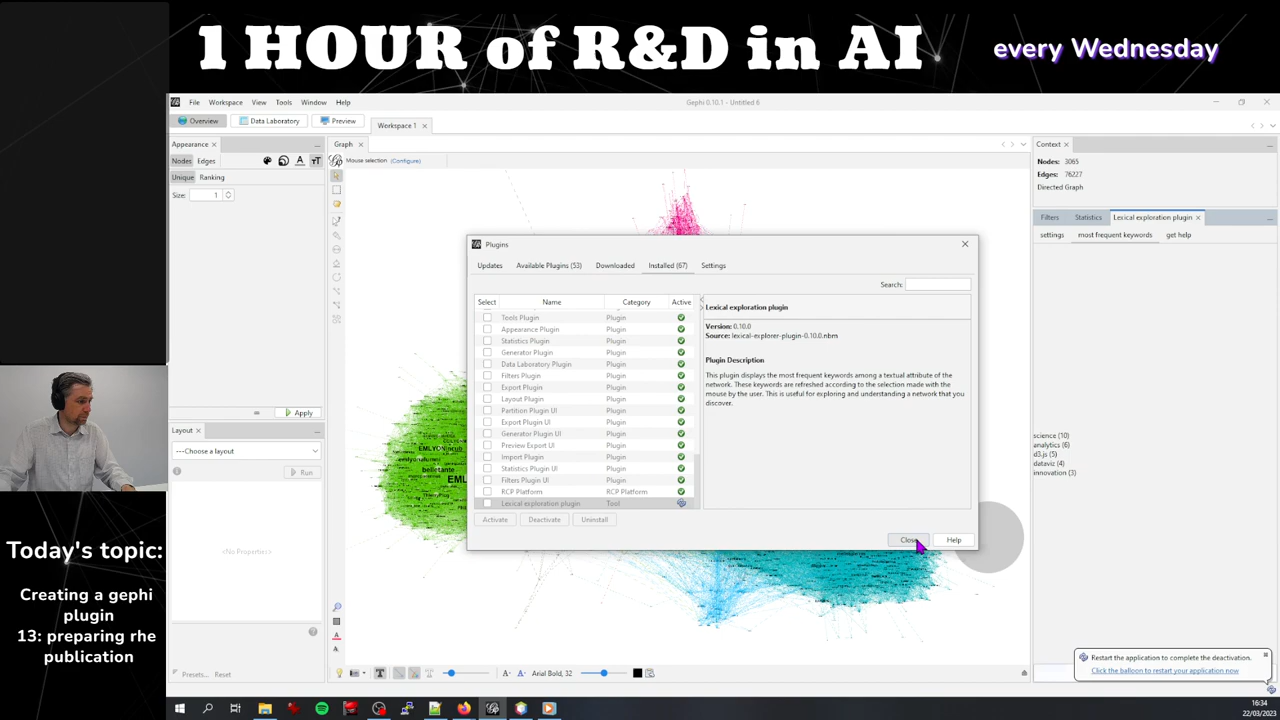 1 HOUR of R&D in AI
every Wednesday
File Workspace View Tools Window Help
Gephi 0.10.1 - Untitled 6
Overview Data Laboratory Preview
Workspace 1
Appearance
Graph
Context
Nodes Edges
Mouse selection (Configure)
Nodes: 3065
Edges: 76227
Directed Graph
Unique Ranking
Size: 1
Filters Statistics Lexical exploration plugin
settings most frequent keywords get help
Plugins
Updates Available Plugins (53) Downloaded Installed (67) Settings
Search:
Select Name Category Active
Tools Plugin Plugin
Appearance Plugin Plugin
Statistics Plugin Plugin
Generator Plugin Plugin
Data Laboratory Plugin Plugin
Filters Plugin Plugin
Export Plugin Plugin
Layout Plugin Plugin
Partition Plugin UI Plugin
Export Plugin UI Plugin
Generator Plugin UI Plugin
Preview Export UI Plugin
Import Plugin Plugin
Statistics Plugin UI Plugin
Filters Plugin UI Plugin
RCP Platform RCP Platform
Lexical exploration plugin Tool
Activate Deactivate Uninstall
Lexical exploration plugin
Version: 0.10.0
Source: lexical-explorer-plugin-0.10.0.nbm
Plugin Description
This plugin displays the most frequent keywords among a textual attribute of the
network. These keywords are refreshed according to the selection made with the
mouse by the user. This is useful for exploring and understanding a network that you
discover.
Close Help
Apply
Layout
---Choose a layout
Run
<No Properties>
Presets... Reset
EMLYON
emlyonalumni
belletante
science (10)
analytics (6)
d3.js (5)
dataviz (4)
innovation (3)
Arial Bold, 32
Restart the application to complete the deactivation.
Click the balloon to restart your application now
Today's topic:
Creating a gephi
plugin
13: preparing rhe
publication
16:34
22/03/2023